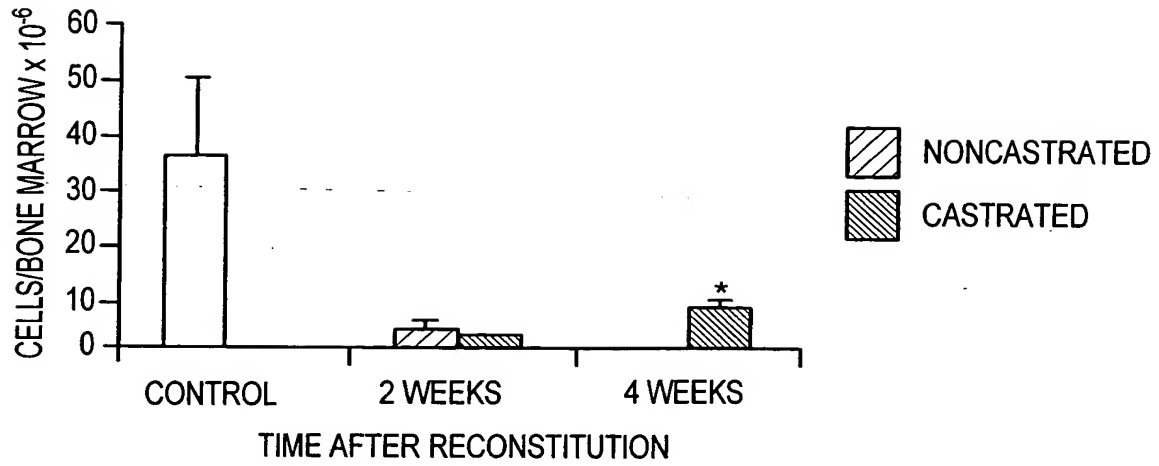 CELLS/BONE MARROW x 10⁻⁶
60
50
40
30
20
10
0
CONTROL
2 WEEKS
4 WEEKS
TIME AFTER RECONSTITUTION
*
NONCASTRATED
CASTRATED